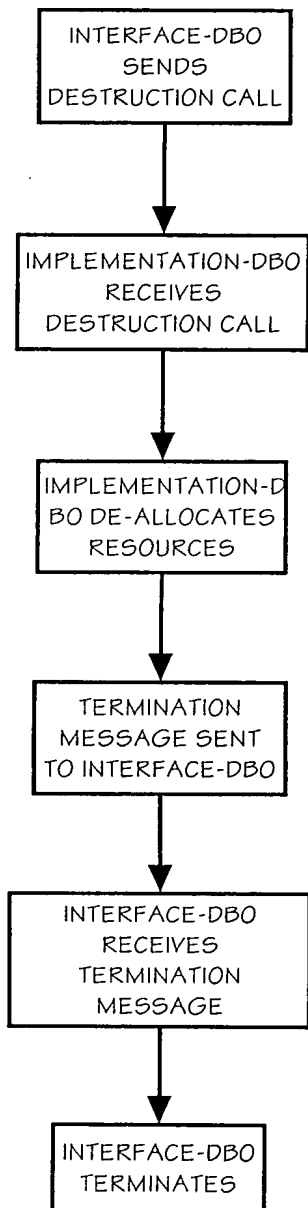 INTERFACE-DBO
SENDS
DESTRUCTION CALL
IMPLEMENTATION-DBO
RECEIVES
DESTRUCTION CALL
IMPLEMENTATION-D
BO DE-ALLOCATES
RESOURCES
TERMINATION
MESSAGE SENT
TO INTERFACE-DBO
INTERFACE-DBO
RECEIVES
TERMINATION
MESSAGE
INTERFACE-DBO
TERMINATES